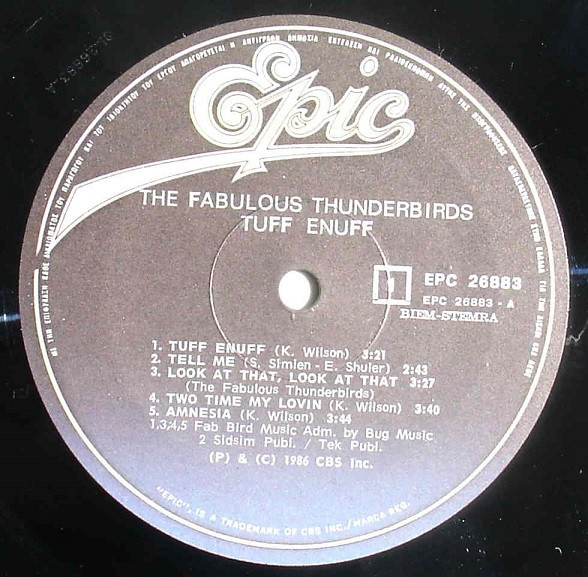 Epic
THE FABULOUS THUNDERBIRDS
TUFF ENUFF
1
EPC 26883
EPC 26883 - A
BIEM-STEMRA
1. TUFF ENUFF (K. Wilson) 3:21
2. TELL ME (S. Simien - E. Shuler) 2:43
3. LOOK AT THAT, LOOK AT THAT 3:27
(The Fabulous Thunderbirds)
4. TWO TIME MY LOVIN (K. Wilson) 3:40
5. AMNESIA (K. Wilson) 3:44
1,3,4,5 Fab Bird Music Adm. by Bug Music
2 Sidsim Publ. / Tek Publ.
(P) & (C) 1986 CBS Inc.
"EPIC", IS A TRADEMARK OF CBS INC./MARCA REG.